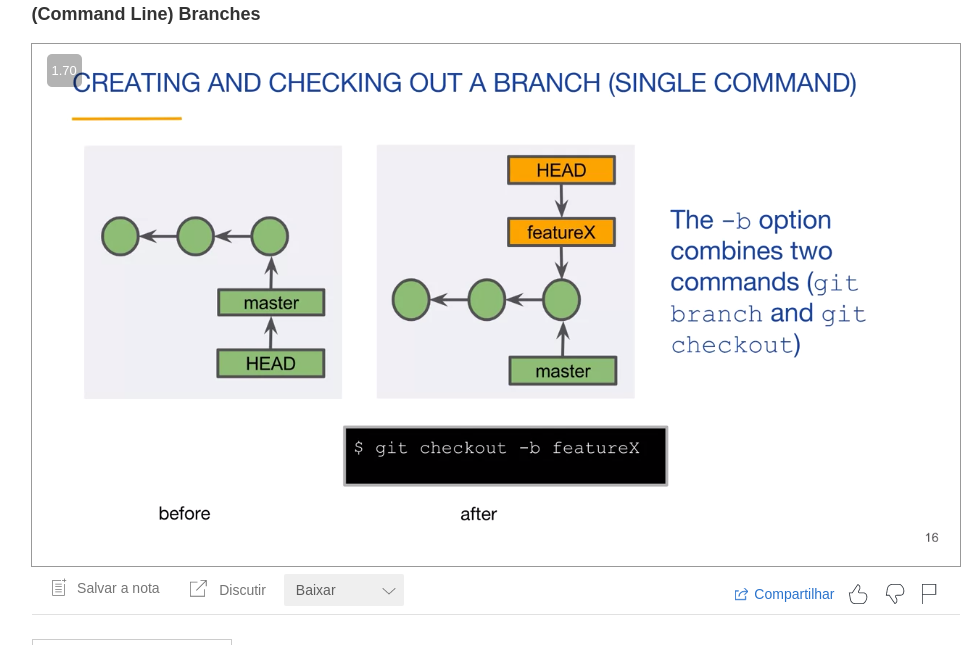 (Command Line) Branches
1.70
CREATING AND CHECKING OUT A BRANCH (SINGLE COMMAND)
master
HEAD
HEAD
featureX
master
The -b option
combines two
commands (git
branch and git
checkout)
$ git checkout -b featureX
before
after
16
Salvar a nota
Discutir
Baixar
Compartilhar